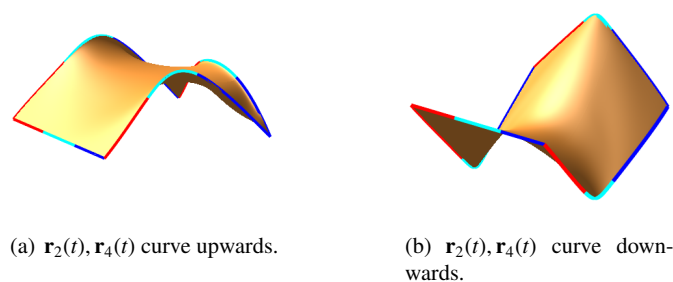 (a) r₂(t), r₄(t) curve upwards.
(b) r₂(t), r₄(t) curve down-
wards.